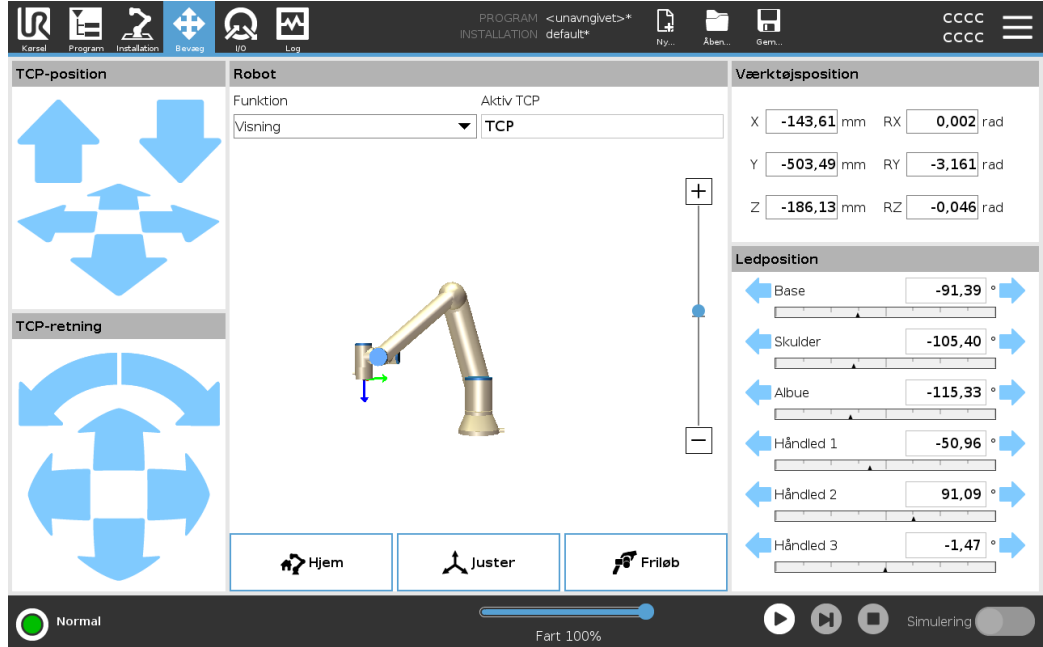 UR
Kørsel
Program
Installation
Bevæg
I/O
Log
PROGRAM <unavngivet>*
INSTALLATION default*
Ny...
Åben...
Gem...
CCCC
CCCC
TCP-position
TCP-retning
Robot
Funktion
Aktiv TCP
Visning
TCP
Hjem
Juster
Friløb
Værktøjsposition
X -143,61 mm RX 0,002 rad
Y -503,49 mm RY -3,161 rad
Z -186,13 mm RZ -0,046 rad
Ledposition
Base -91,39 °
Skulder -105,40 °
Albue -115,33 °
Håndled 1 -50,96 °
Håndled 2 91,09 °
Håndled 3 -1,47 °
Normal
Fart 100%
Simulering